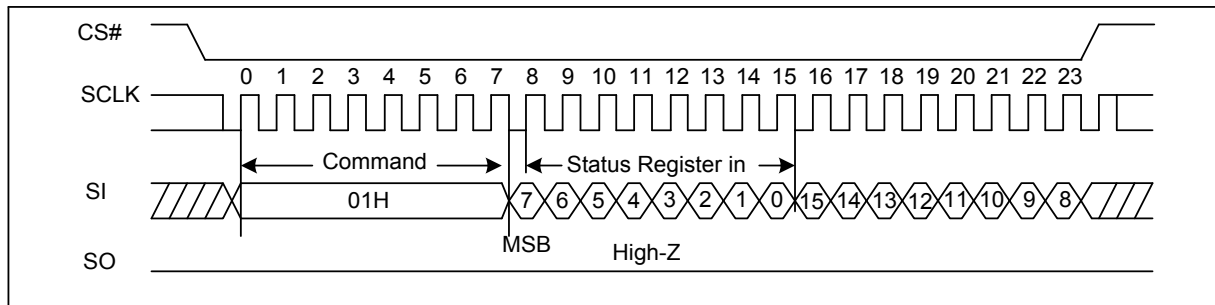 CS#
0 1 2 3 4 5 6 7 8 9 10 11 12 13 14 15 16 17 18 19 20 21 22 23
SCLK
Command Status Register in
SI 01H 7 6 5 4 3 2 1 0 15 14 13 12 11 10 9 8
MSB High-Z
SO